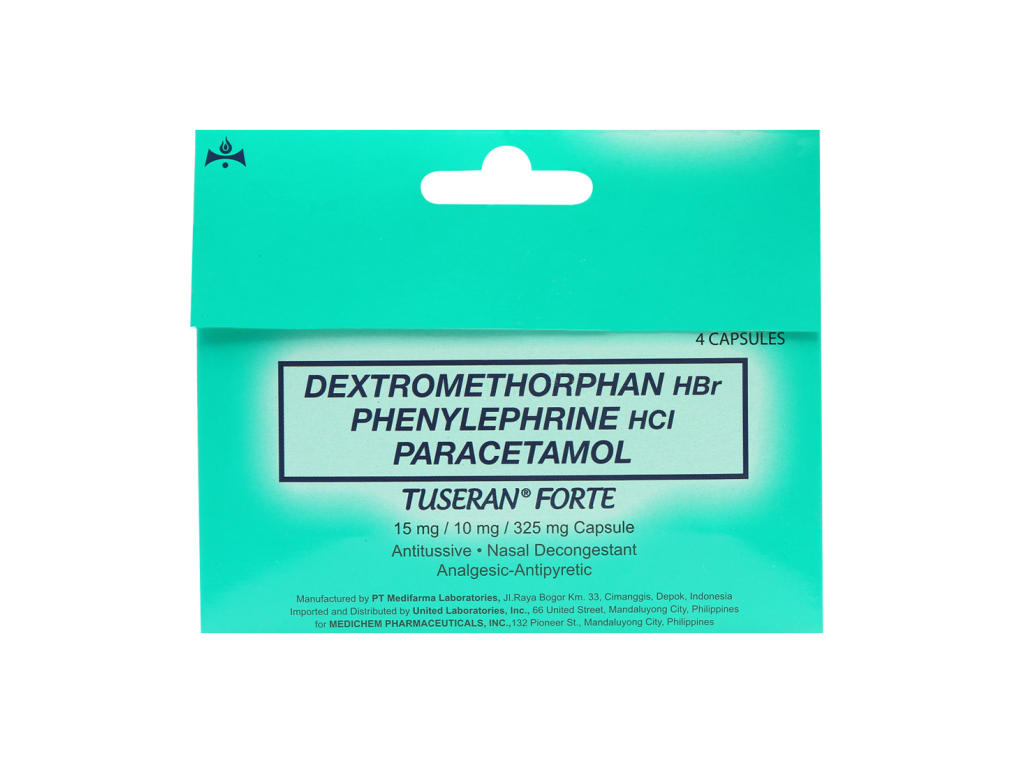 4 CAPSULES
DEXTROMETHORPHAN HBr
PHENYLEPHRINE HCl
PARACETAMOL
TUSERAN® FORTE
15 mg / 10 mg / 325 mg Capsule
Antitussive • Nasal Decongestant
Analgesic-Antipyretic
Manufactured by PT Medifarma Laboratories, Jl.Raya Bogor Km. 33, Cimanggis, Depok, Indonesia
Imported and Distributed by United Laboratories, Inc., 66 United Street, Mandaluyong City, Philippines
for MEDICHEM PHARMACEUTICALS, INC.,132 Pioneer St., Mandaluyong City, Philippines